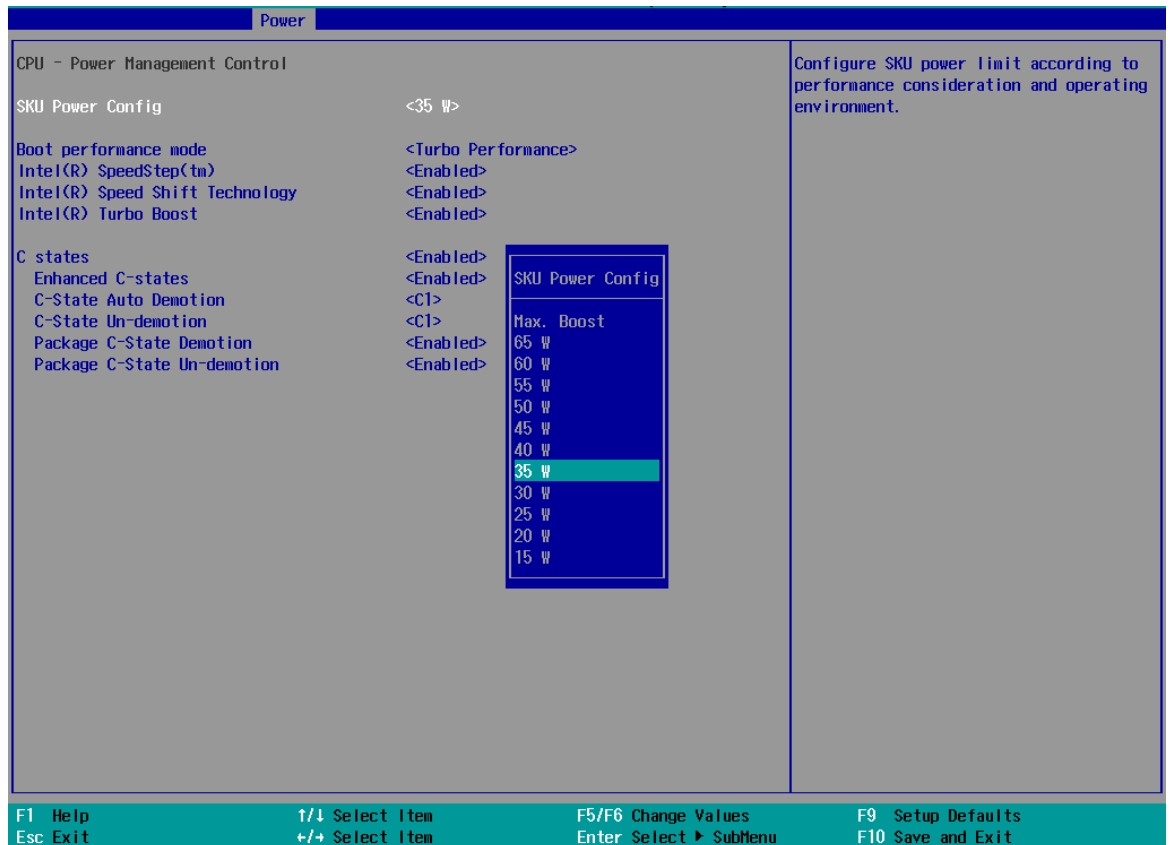 Power
CPU - Power Management Control
SKU Power Config <35 W>
Boot performance mode <Turbo Performance>
Intel(R) SpeedStep(tm) <Enabled>
Intel(R) Speed Shift Technology <Enabled>
Intel(R) Turbo Boost <Enabled>
C states <Enabled>
Enhanced C-states <Enabled>
C-State Auto Demotion <C1>
C-State Un-demotion <C1>
Package C-State Demotion <Enabled>
Package C-State Un-demotion <Enabled>
SKU Power Config
Max. Boost
65 W
60 W
55 W
50 W
45 W
40 W
35 W
30 W
25 W
20 W
15 W
Configure SKU power limit according to
performance consideration and operating
environment.
F1 Help ↑/↓ Select Item F5/F6 Change Values F9 Setup Defaults
Esc Exit ←/→ Select Item Enter Select ▶ SubMenu F10 Save and Exit